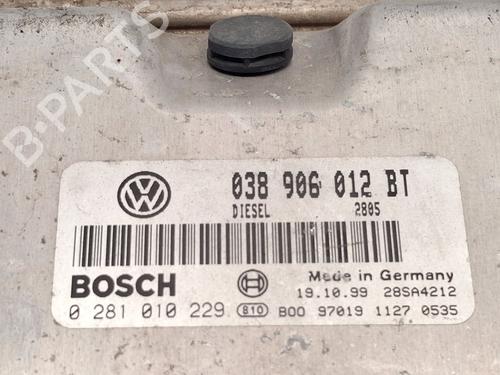 B-PARTS
038 906 012 BT
DIESEL 2805
BOSCH Made in Germany
19.10.99 28SA4212
0 281 010 229 810 B00 97019 1127 0535